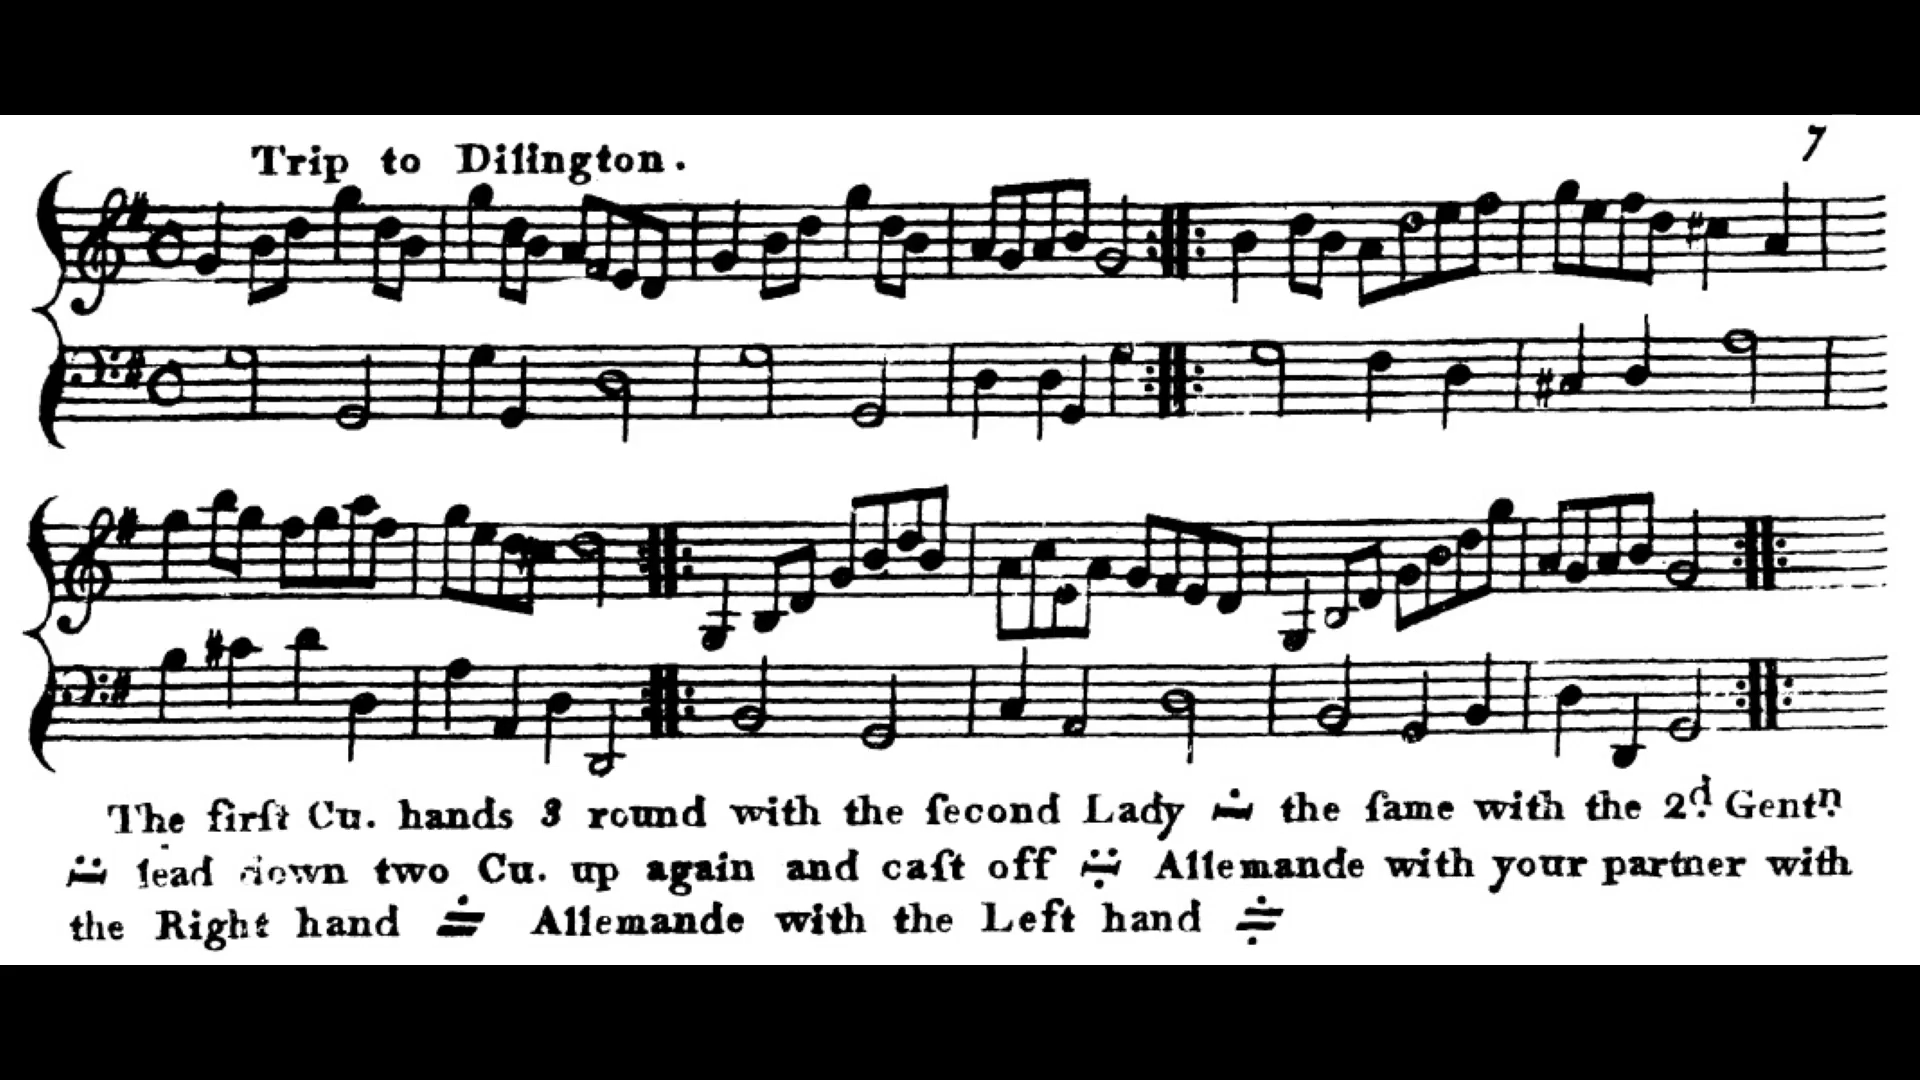 7
Trip to Diſington.
The firſt Cu. hands 3 round with the ſecond Lady the ſame with the 2d. Gentn.
lead down two Cu. up again and caſt off Allemande with your partner with
the Right hand Allemande with the Left hand